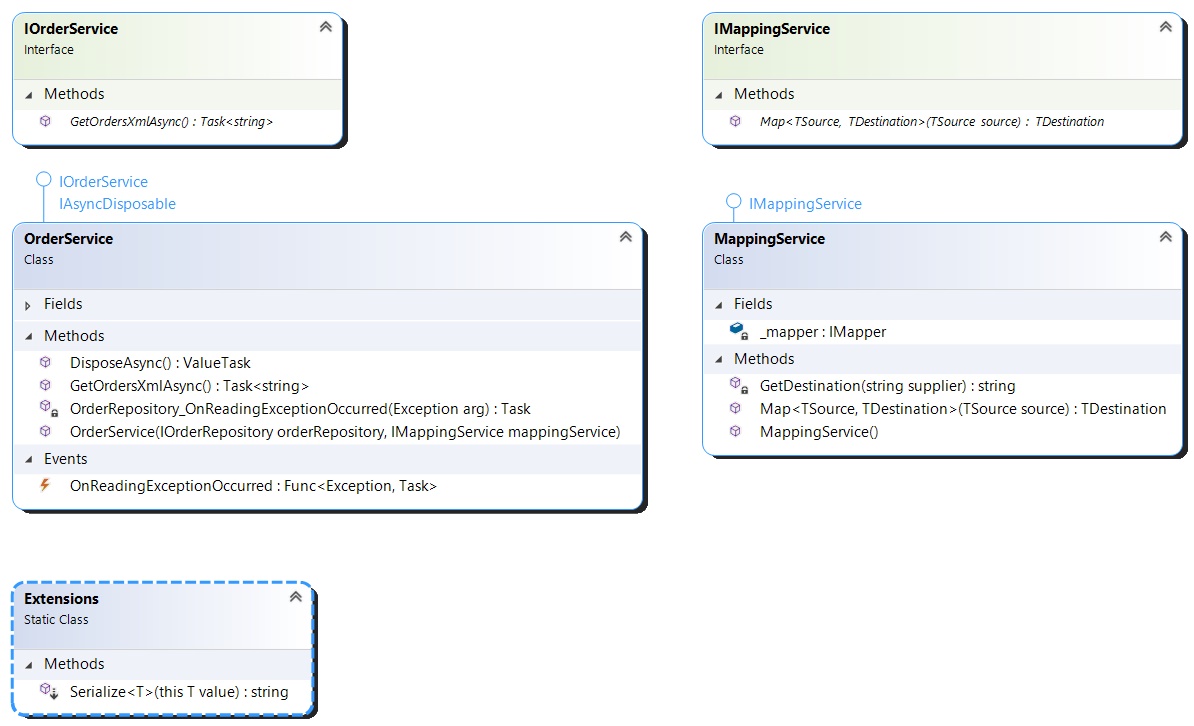 IOrderService
Interface
Methods
GetOrdersXmlAsync() : Task<string>
IMappingService
Interface
Methods
Map<TSource, TDestination>(TSource source) : TDestination
IOrderService
IAsyncDisposable
OrderService
Class
Fields
Methods
DisposeAsync() : ValueTask
GetOrdersXmlAsync() : Task<string>
OrderRepository_OnReadingExceptionOccurred(Exception arg) : Task
OrderService(IOrderRepository orderRepository, IMappingService mappingService)
Events
OnReadingExceptionOccurred : Func<Exception, Task>
IMappingService
MappingService
Class
Fields
_mapper : IMapper
Methods
GetDestination(string supplier) : string
Map<TSource, TDestination>(TSource source) : TDestination
MappingService()
Extensions
Static Class
Methods
Serialize<T>(this T value) : string